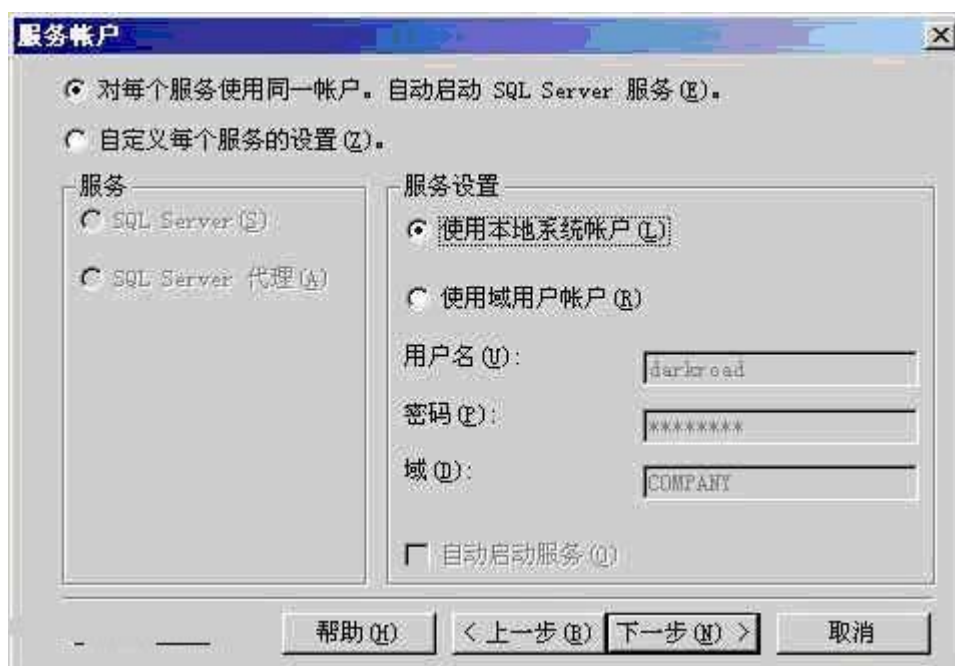 服务帐户
对每个服务使用同一帐户。自动启动 SQL Server 服务(E)。
自定义每个服务的设置(Z)。
服务
SQL Server(S)
SQL Server 代理(A)
服务设置
使用本地系统帐户(L)
使用域用户帐户(R)
用户名(U): darkroad
密码(P): ********
域(D): COMPANY
自动启动服务(O)
帮助(H) < 上一步(B) 下一步(N) > 取消